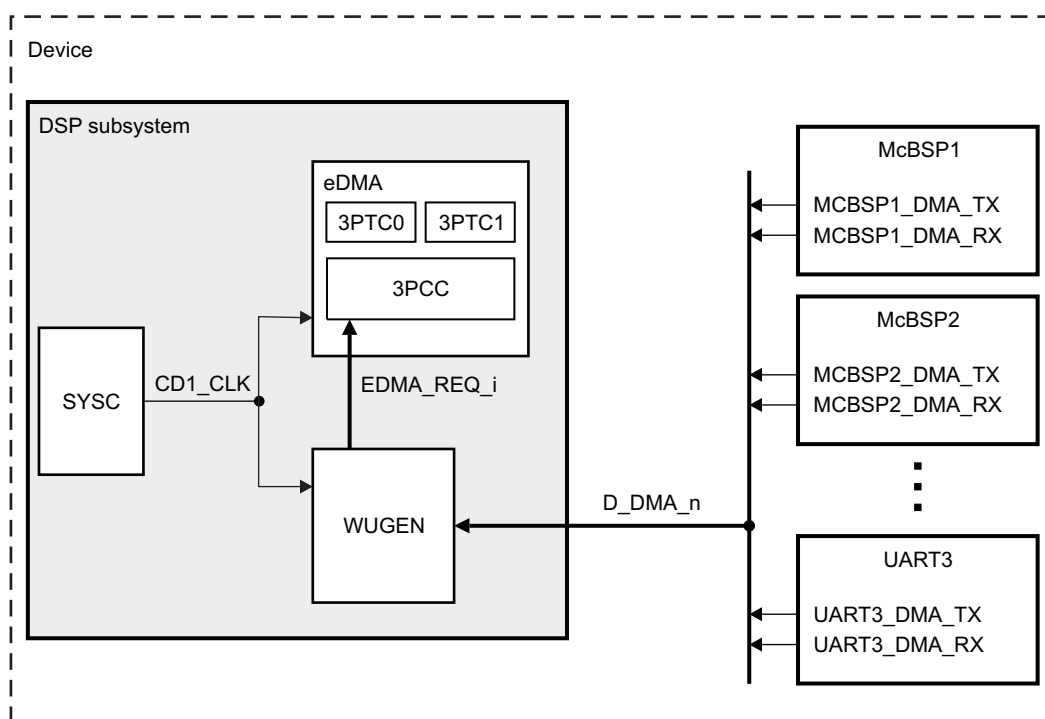 Device
DSP subsystem
eDMA
3PTC0
3PTC1
3PCC
SYSC
CD1_CLK
EDMA_REQ_i
WUGEN
D_DMA_n
McBSP1
MCBSP1_DMA_TX
MCBSP1_DMA_RX
McBSP2
MCBSP2_DMA_TX
MCBSP2_DMA_RX
UART3
UART3_DMA_TX
UART3_DMA_RX